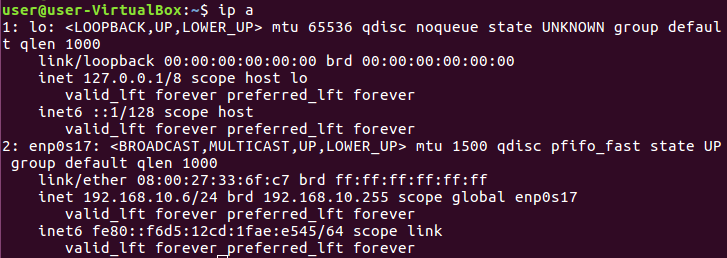 user@user-VirtualBox:~$ ip a
1: lo: <LOOPBACK,UP,LOWER_UP> mtu 65536 qdisc noqueue state UNKNOWN group defaul
t qlen 1000
    link/loopback 00:00:00:00:00:00 brd 00:00:00:00:00:00
    inet 127.0.0.1/8 scope host lo
       valid_lft forever preferred_lft forever
    inet6 ::1/128 scope host
       valid_lft forever preferred_lft forever
2: enp0s17: <BROADCAST,MULTICAST,UP,LOWER_UP> mtu 1500 qdisc pfifo_fast state UP
 group default qlen 1000
    link/ether 08:00:27:33:6f:c7 brd ff:ff:ff:ff:ff:ff
    inet 192.168.10.6/24 brd 192.168.10.255 scope global enp0s17
       valid_lft forever preferred_lft forever
    inet6 fe80::f6d5:12cd:1fae:e545/64 scope link
       valid_lft forever preferred_lft forever